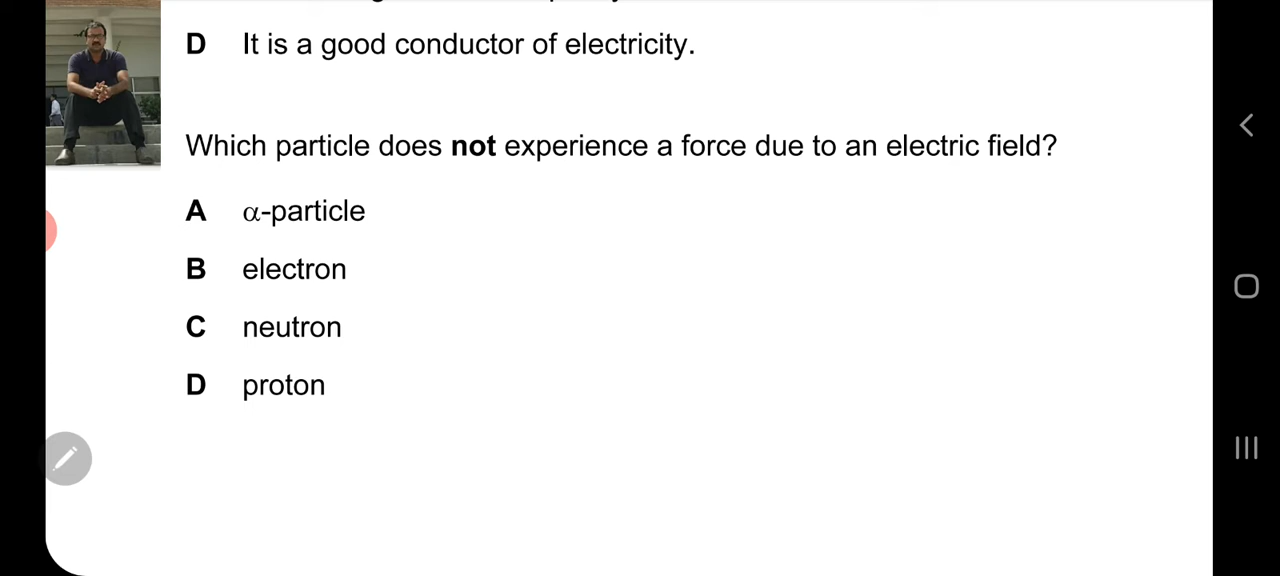 D It is a good conductor of electricity.
Which particle does not experience a force due to an electric field?
A α-particle
B electron
C neutron
D proton